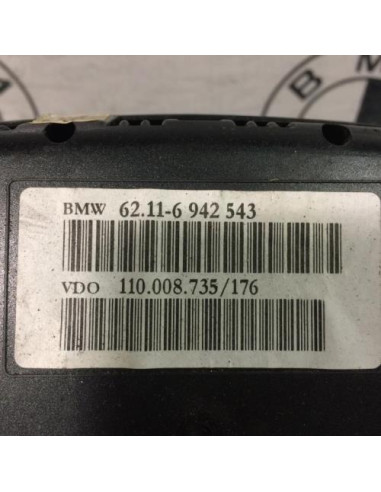 B M
BMW 62.11-6 942 543
VDO 110.008.735/176